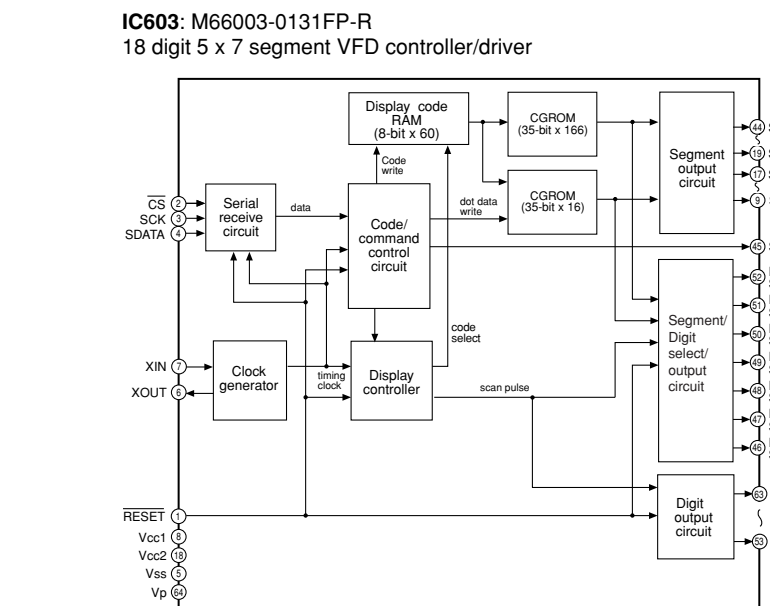 IC603: M66003-0131FP-R
18 digit 5 x 7 segment VFD controller/driver
Display code
RAM
(8-bit x 60)
CGROM
(35-bit x 166)
Segment
output
circuit
44
19
17
9
Code
write
CGROM
(35-bit x 16)
dot data
write
CS 2
SCK 3
SDATA 4
Serial
receive
circuit
data
Code/
command
control
circuit
45
Segment/
Digit
select/
output
circuit
52
51
50
49
48
47
46
code
select
XIN 7
XOUT 6
Clock
generator
timing
clock
Display
controller
scan pulse
Digit
output
circuit
63
53
RESET 1
Vcc1 8
Vcc2 18
Vss 5
Vp 64